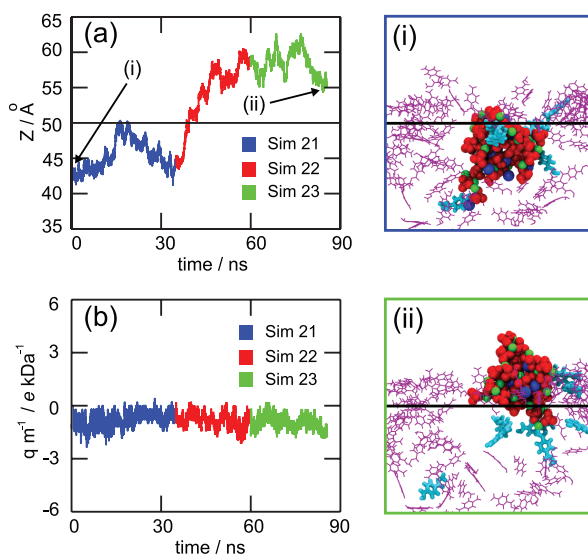 (a)
65
60
55
50
45
40
35
Z / Å
(i)
(ii)
Sim 21
Sim 22
Sim 23
0 30 60 90
time / ns
(i)
(b)
6
3
0
-3
-6
q m⁻¹ / e kDa⁻¹
Sim 21
Sim 22
Sim 23
0 30 60 90
time / ns
(ii)